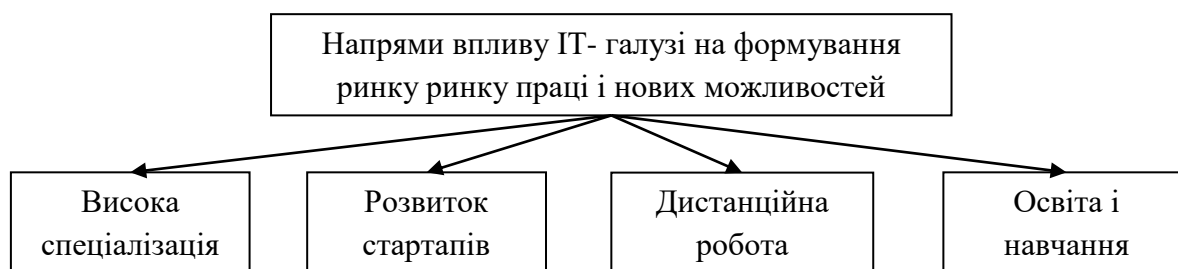 Напрями впливу ІТ- галузі на формування
ринку ринку праці і нових можливостей
Висока
спеціалізація
Розвиток
стартапів
Дистанційна
робота
Освіта і
навчання